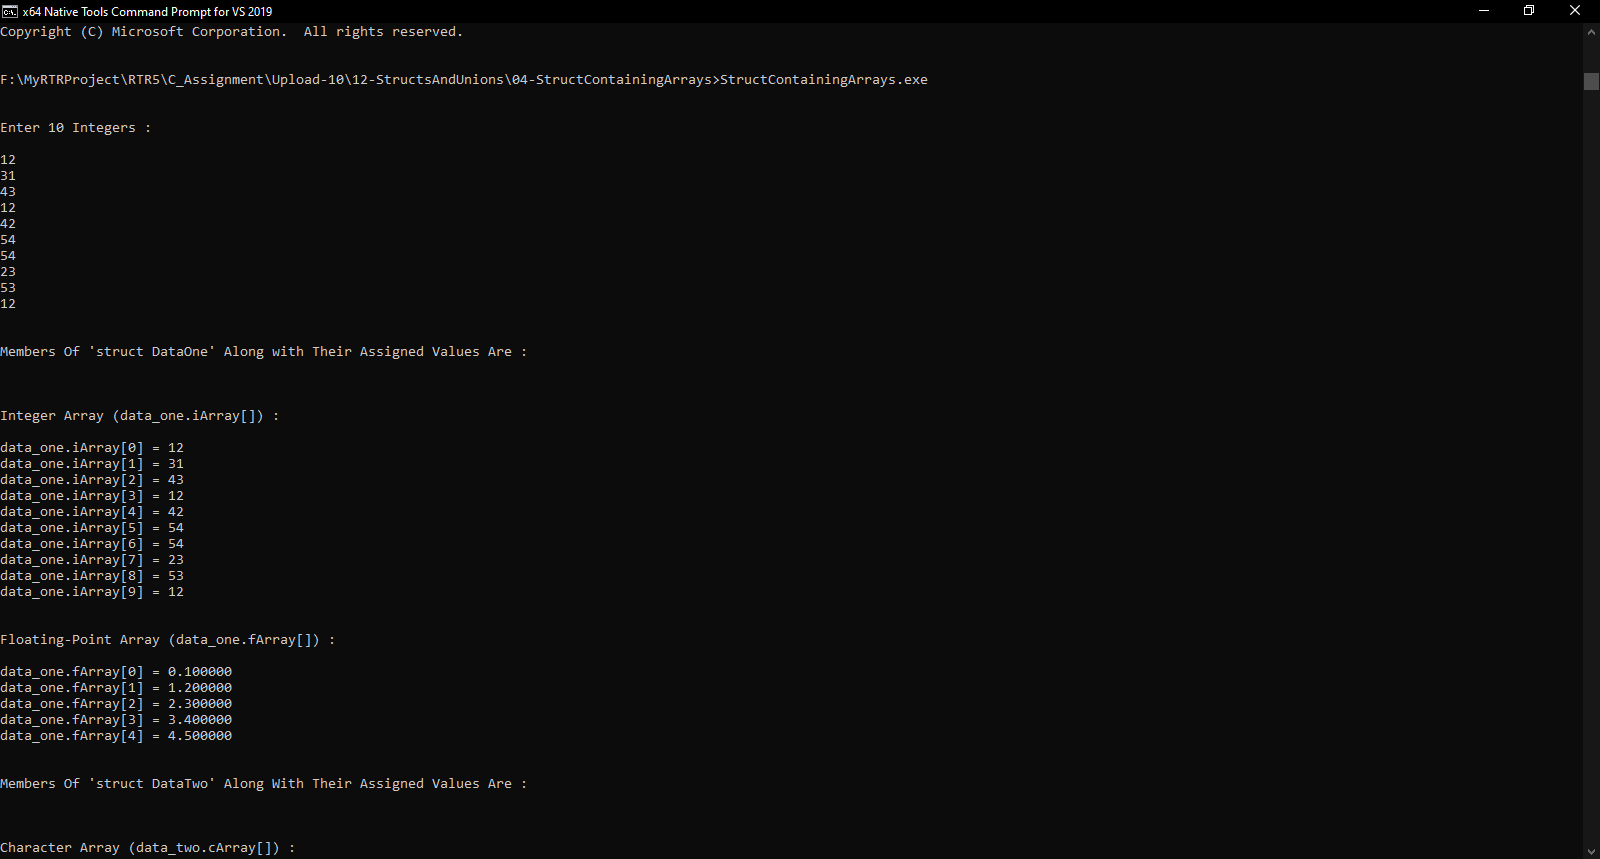 x64 Native Tools Command Prompt for VS 2019
Copyright (C) Microsoft Corporation.  All rights reserved.
F:\MyRTRProject\RTR5\C_Assignment\Upload-10\12-StructsAndUnions\04-StructContainingArrays>StructContainingArrays.exe
Enter 10 Integers :
12
31
43
12
42
54
54
23
53
12
Members Of 'struct DataOne' Along with Their Assigned Values Are :
Integer Array (data_one.iArray[]) :
data_one.iArray[0] = 12
data_one.iArray[1] = 31
data_one.iArray[2] = 43
data_one.iArray[3] = 12
data_one.iArray[4] = 42
data_one.iArray[5] = 54
data_one.iArray[6] = 54
data_one.iArray[7] = 23
data_one.iArray[8] = 53
data_one.iArray[9] = 12
Floating-Point Array (data_one.fArray[]) :
data_one.fArray[0] = 0.100000
data_one.fArray[1] = 1.200000
data_one.fArray[2] = 2.300000
data_one.fArray[3] = 3.400000
data_one.fArray[4] = 4.500000
Members Of 'struct DataTwo' Along With Their Assigned Values Are :
Character Array (data_two.cArray[]) :